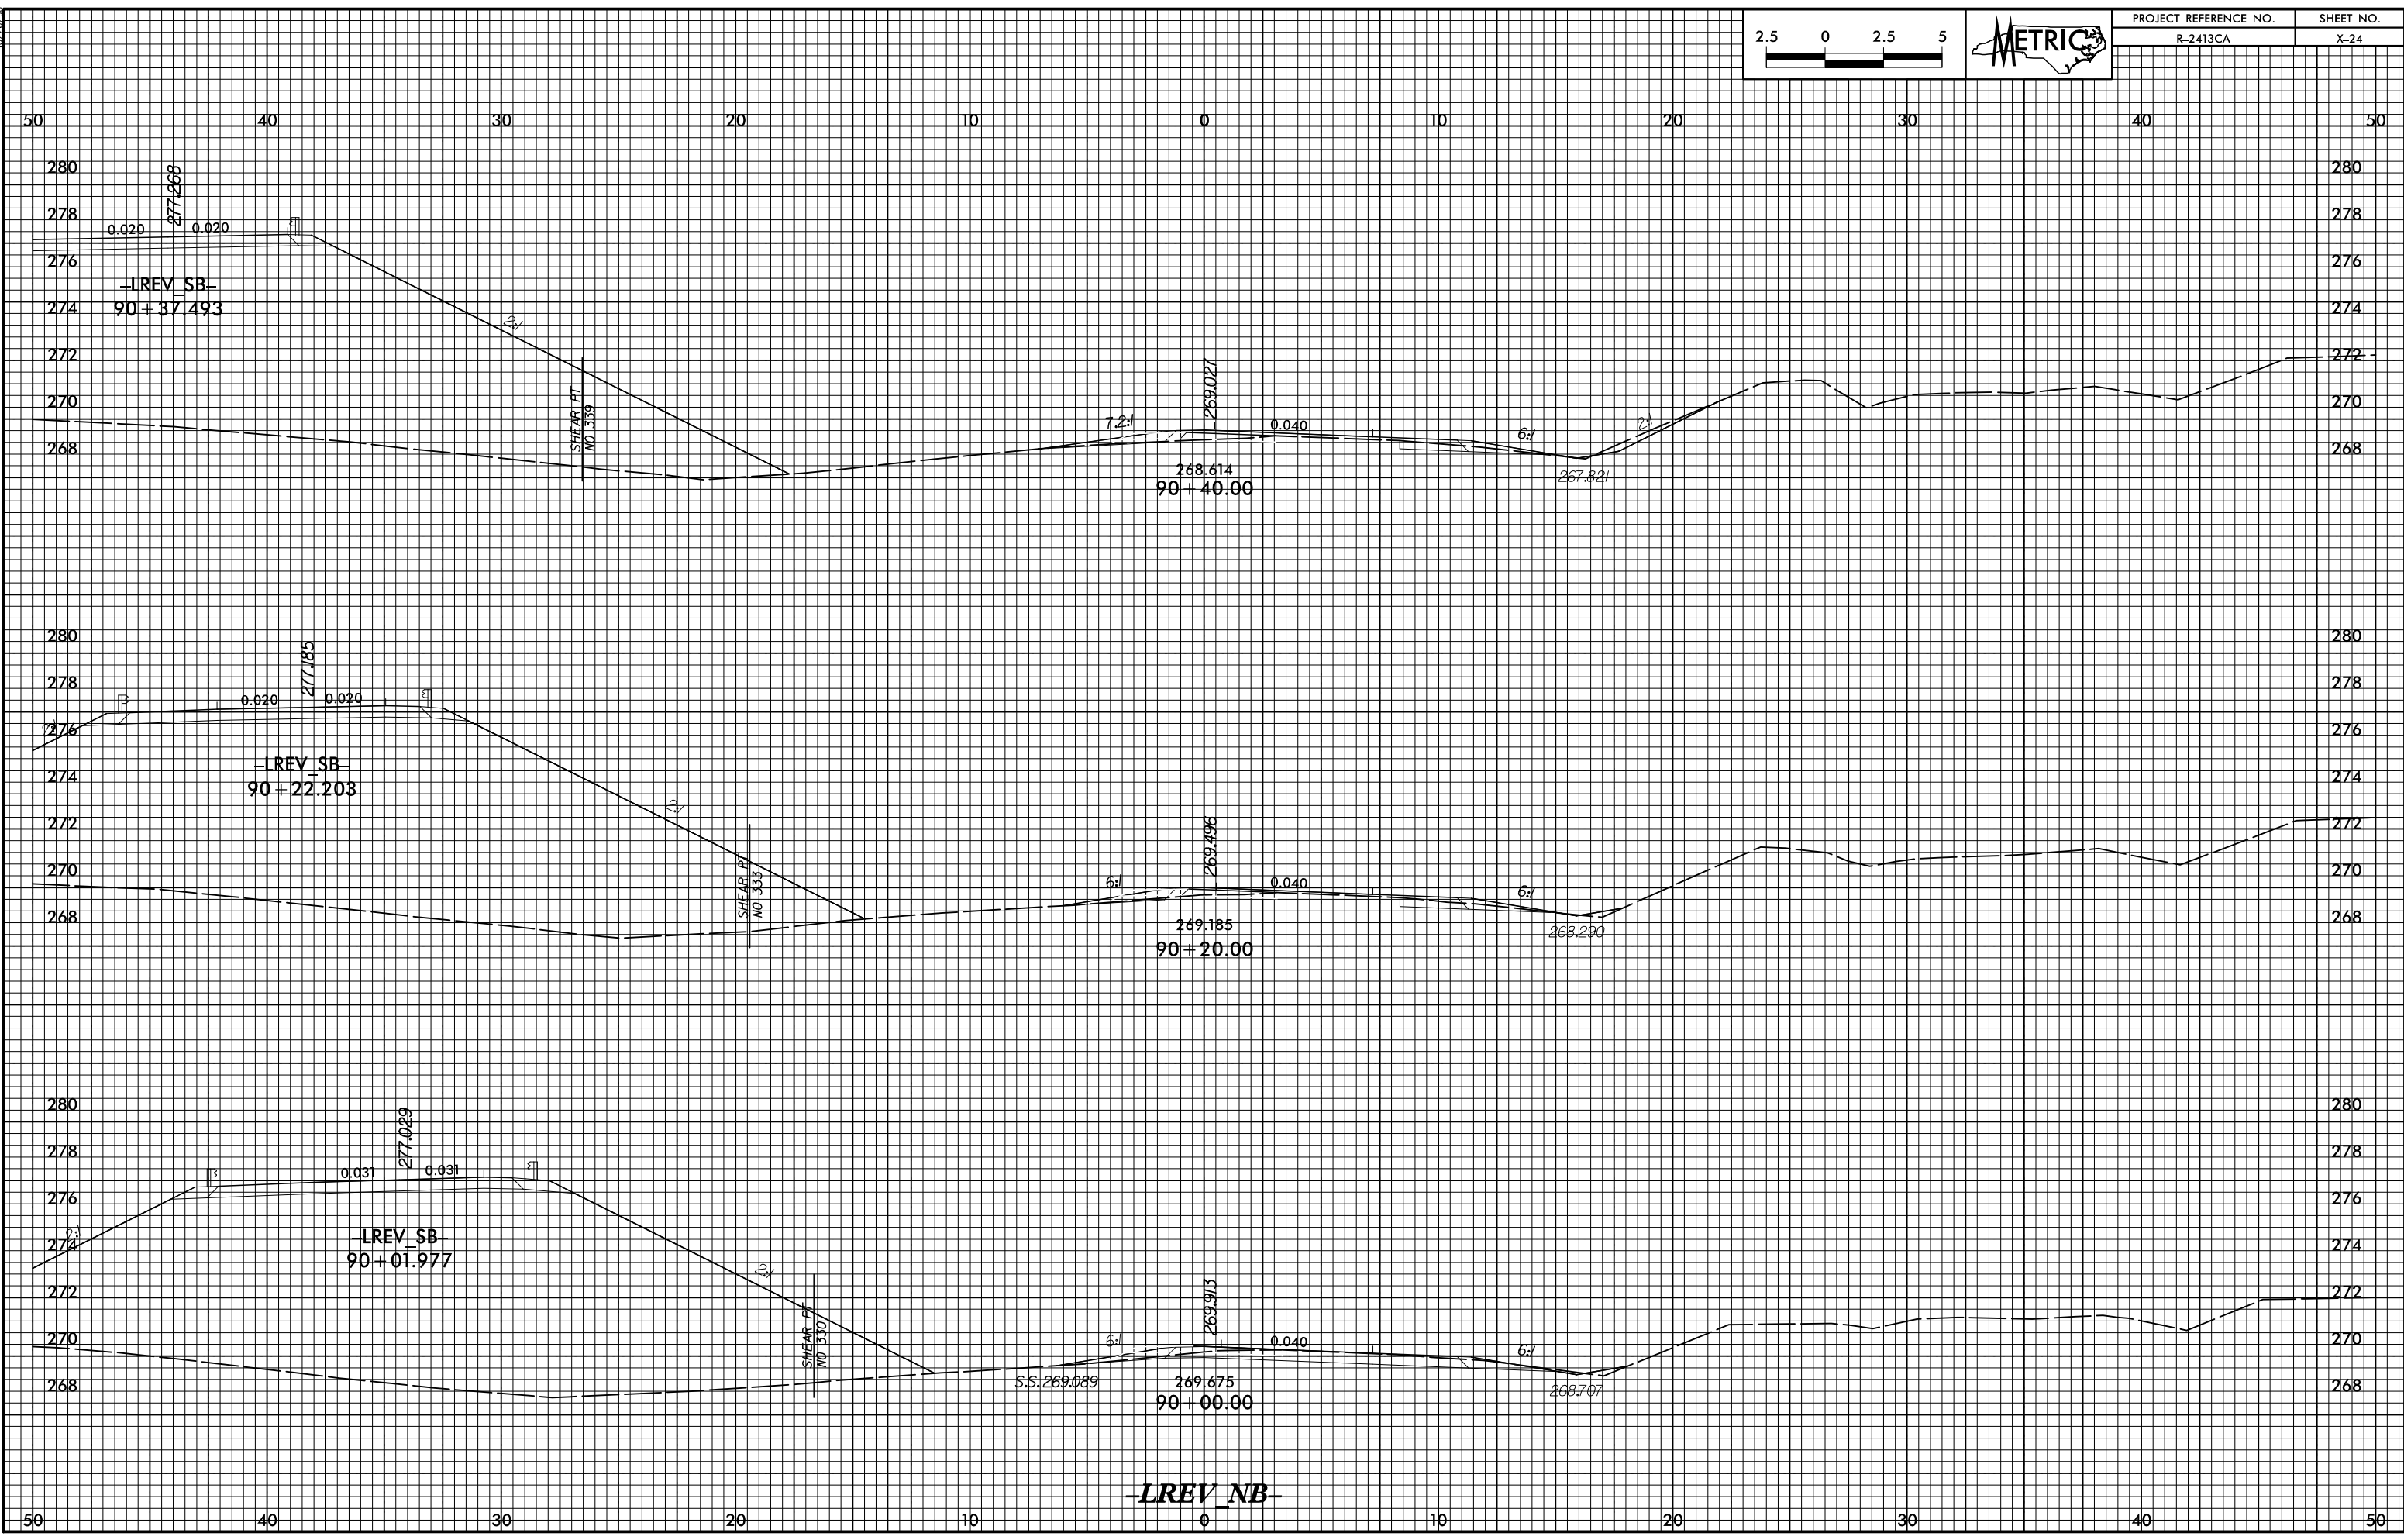 2.5 0 2.5 5
METRIC
PROJECT REFERENCE NO. SHEET NO.
R–2413CA X–24
50 40 30 20 10 0 10 20 30 40 50
280 280
277.268
278 278
0.020 0.020
276 276
–LREV_SB–
90+37.493
274 274
2:1
272 272
SHEAR PT
NO 339
269.027
270 270
7.2:1 0.040 6:1 2:1
268 268
268.614
90+40.00
267.821
280 280
277.185
278 278
0.020 0.020
2:1
276 276
–LREV_SB–
90+22.203
274 274
2:1
272 272
SHEAR PT
NO 333
269.496
270 270
6:1 0.040 6:1
268 268
269.185
90+20.00
268.290
280 280
277.029
278 278
0.031 0.031
276 276
2:1
–LREV_SB–
90+01.977
274 274
2:1
272 272
SHEAR PT
NO 330
269.913
270 270
6:1 0.040 6:1
268 268
S.S. 269.089
269.675
90+00.00
268.707
–LREV_NB–
50 40 30 20 10 0 10 20 30 40 50